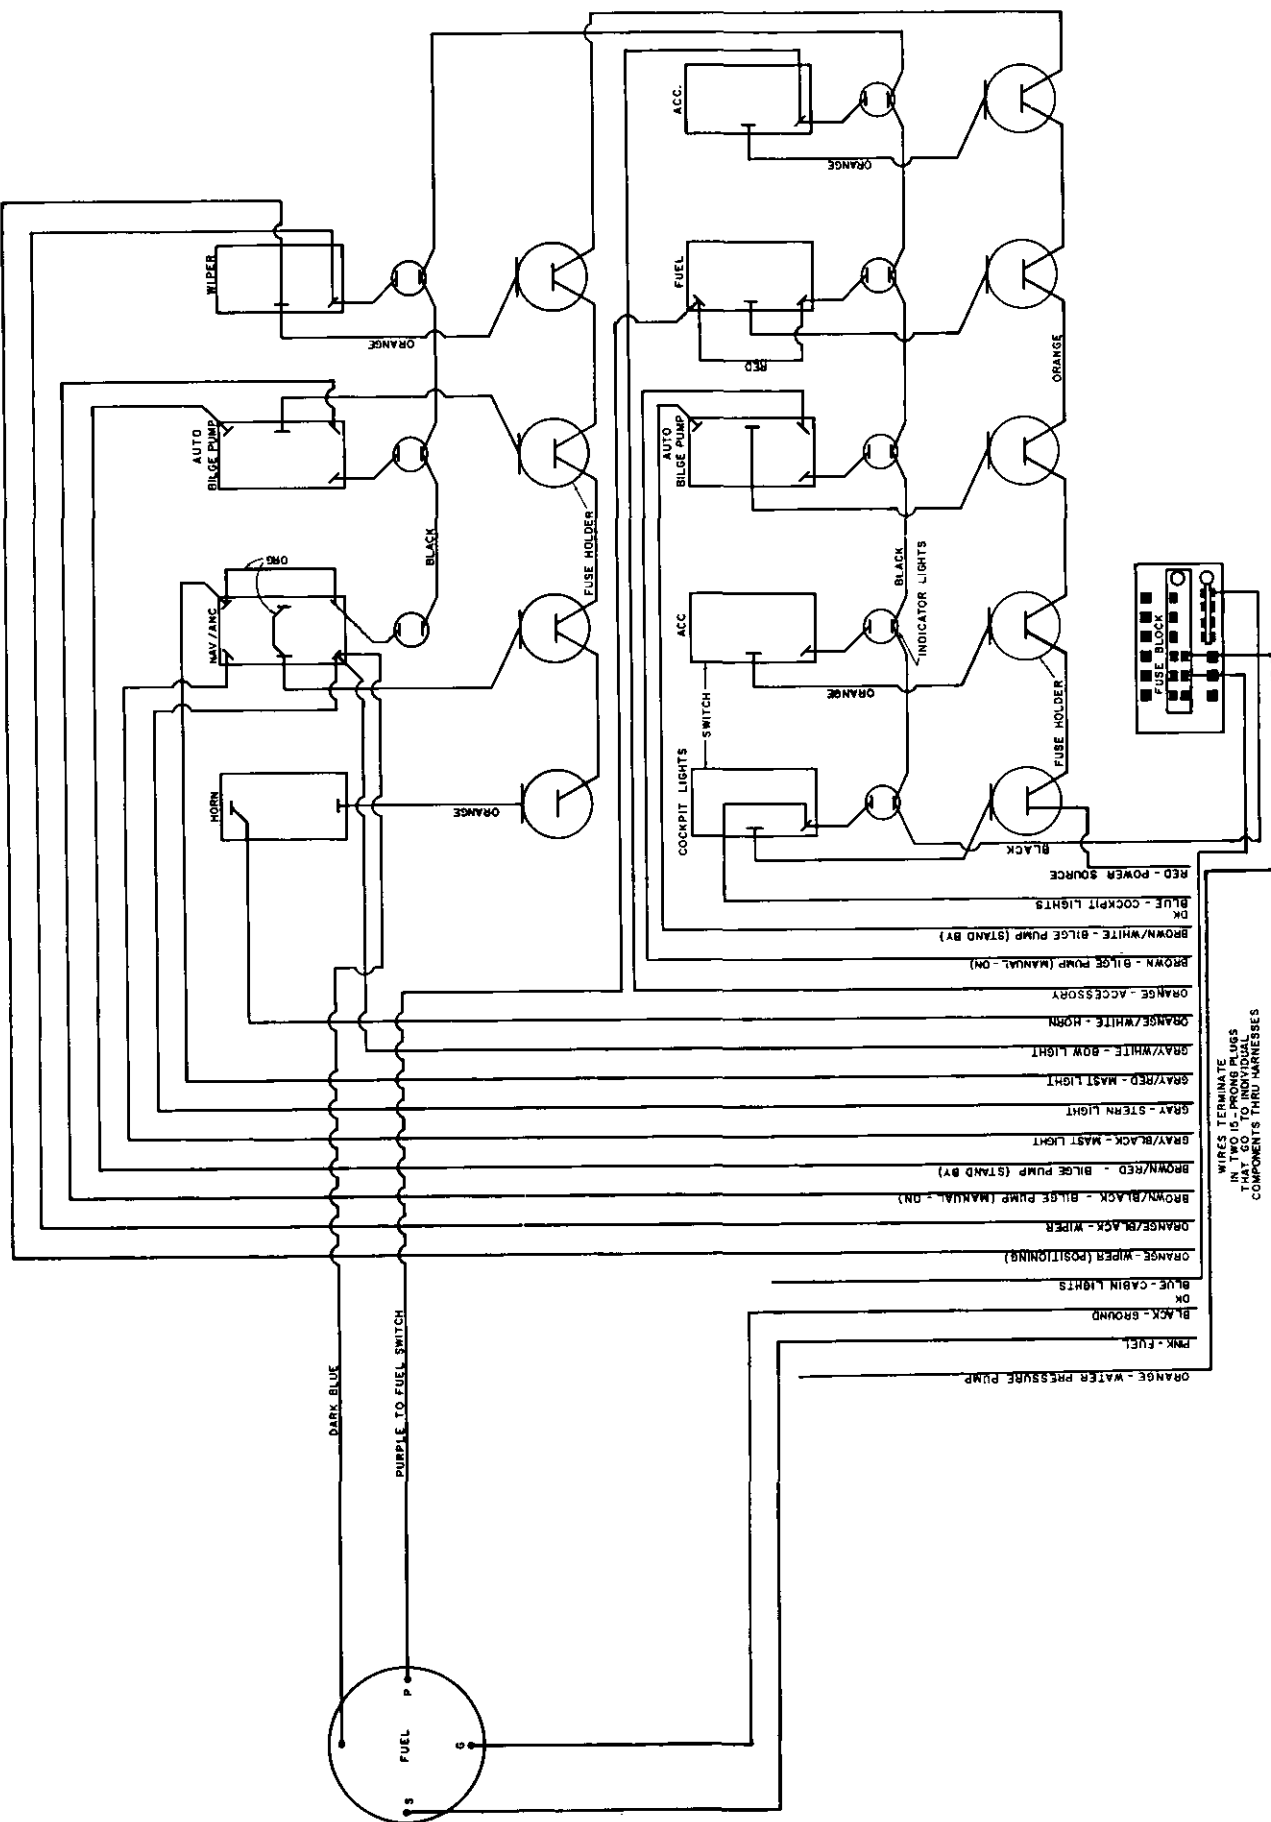 ACC.
ORANGE
WIPER
ORANGE
FUEL
RED
ORANGE
AUTO
BILGE PUMP
AUTO
BILGE PUMP
FUSE HOLDER
BLACK
ORG
NAV/ANC
BLACK
INDICATOR LIGHTS
ACC
ORANGE
SWITCH
FUSE HOLDER
FUSE BLOCK
HORN
ORANGE
COCKPIT LIGHTS
BLACK
RED - POWER SOURCE
BLUE - COCKPIT LIGHTS
DK
BROWN/WHITE - BILGE PUMP (STAND BY)
BROWN - BILGE PUMP (MANUAL - ON)
ORANGE - ACCESSORY
ORANGE/WHITE - HORN
GRAY/WHITE - BOW LIGHT
GRAY/RED - MAST LIGHT
GRAY - STERN LIGHT
GRAY/BLACK - MAST LIGHT
BROWN/RED - BILGE PUMP (STAND BY)
BROWN/BLACK - BILGE PUMP (MANUAL - ON)
ORANGE/BLACK - WIPER
ORANGE - WIPER (POSITIONING)
BLUE - CABIN LIGHTS
DK
BLACK - GROUND
PINK - FUEL
ORANGE - WATER PRESSURE PUMP
WIRES TERMINATE
IN TWO 15-PRONG PLUGS
THAT GO TO INDIVIDUAL
COMPONENTS THRU HARNESSES
DARK BLUE
PURPLE TO FUEL SWITCH
P
FUEL
G
S